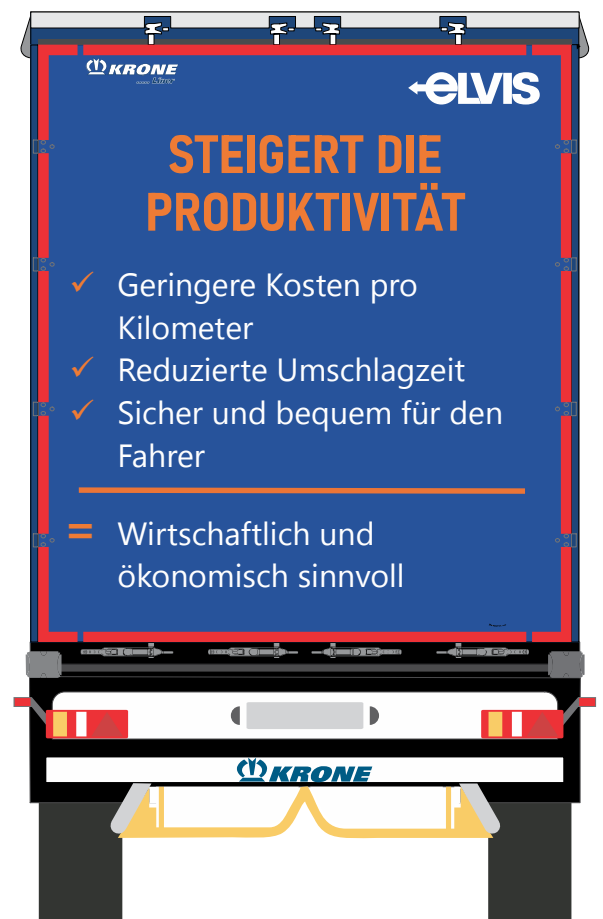 KRONE
Liner
eLVIS
STEIGERT DIE
PRODUKTIVITÄT
✓ Geringere Kosten pro
Kilometer
✓ Reduzierte Umschlagzeit
✓ Sicher und bequem für den
Fahrer
= Wirtschaftlich und
ökonomisch sinnvoll
KRONE